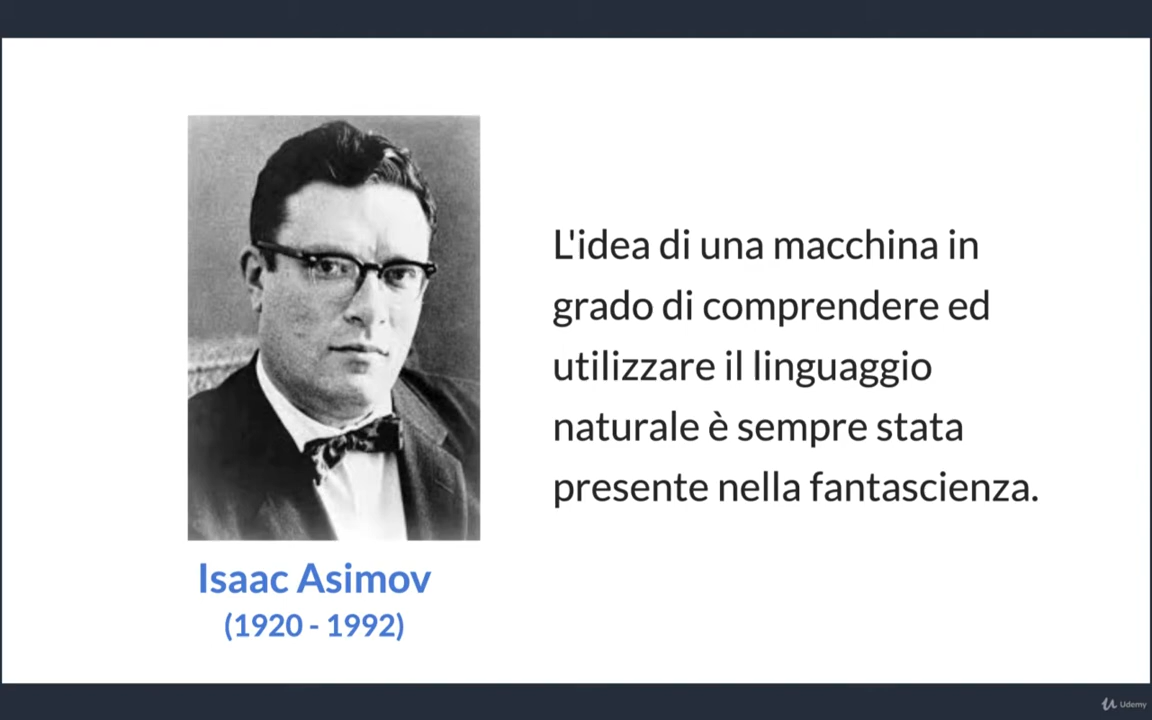 L'idea di una macchina in
grado di comprendere ed
utilizzare il linguaggio
naturale è sempre stata
presente nella fantascienza.
Isaac Asimov
(1920 - 1992)
Udemy